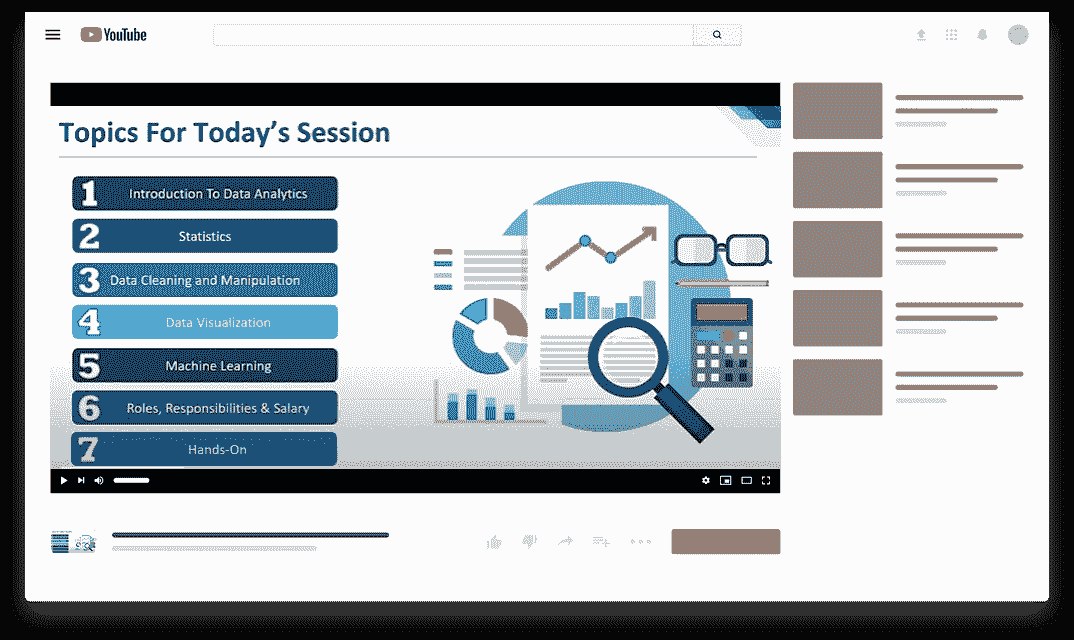 YouTube
Topics For Today's Session
1 Introduction To Data Analytics
2 Statistics
3 Data Cleaning and Manipulation
4 Data Visualization
5 Machine Learning
6 Roles, Responsibilities & Salary
7 Hands-On